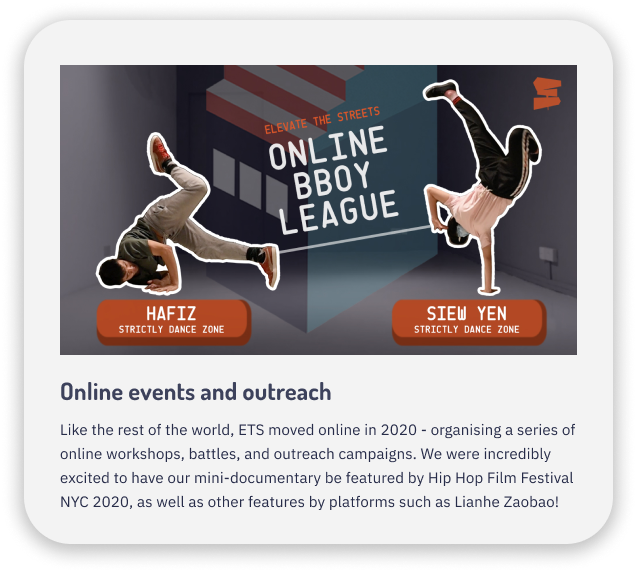 ELEVATE THE STREETS
ONLINE
BBOY
LEAGUE
HAFIZ
STRICTLY DANCE ZONE
SIEW YEN
STRICTLY DANCE ZONE
Online events and outreach
Like the rest of the world, ETS moved online in 2020 - organising a series of
online workshops, battles, and outreach campaigns. We were incredibly
excited to have our mini-documentary be featured by Hip Hop Film Festival
NYC 2020, as well as other features by platforms such as Lianhe Zaobao!